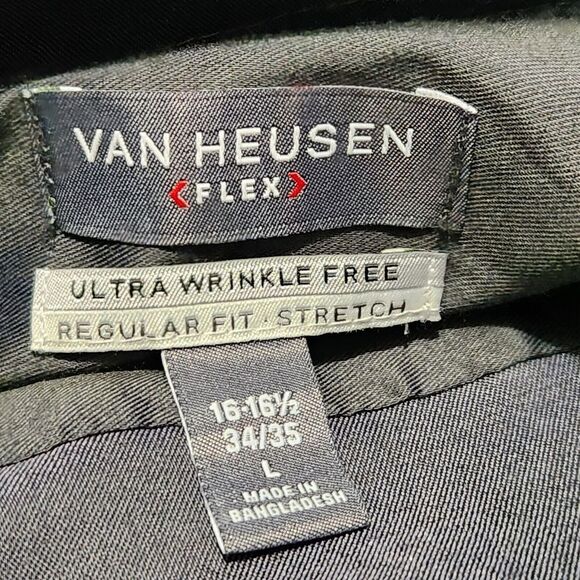 VAN HEUSEN
<FLEX>
ULTRA WRINKLE FREE
REGULAR FIT · STRETCH
16-16½
34/35
L
MADE IN
BANGLADESH